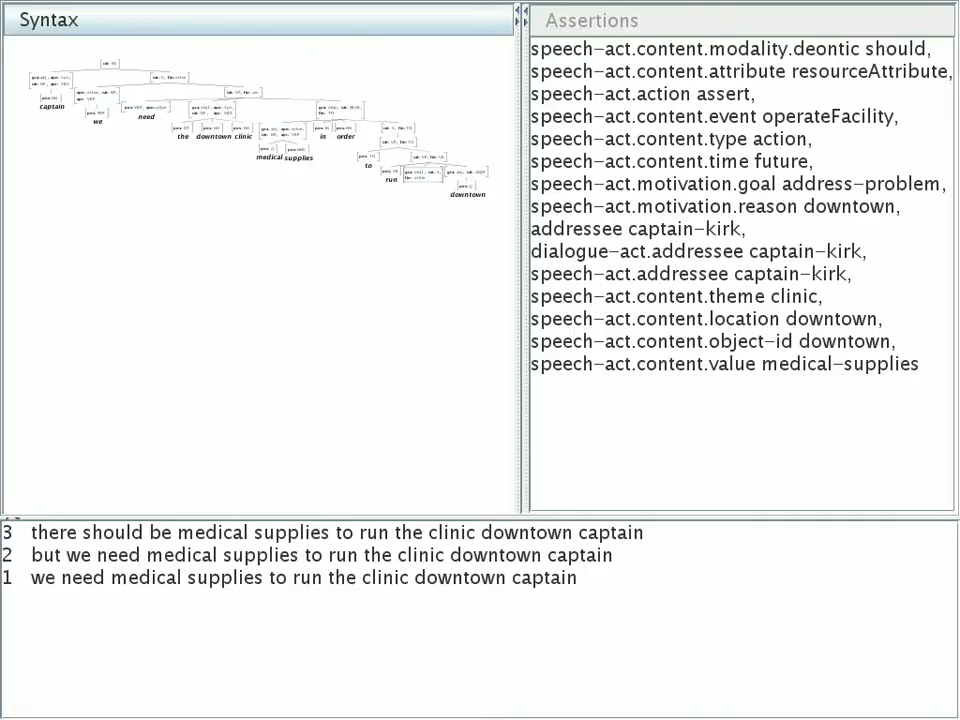 Syntax
captain
we
need
the downtown clinic
medical supplies
in order
to
run
downtown
Assertions
speech-act.content.modality.deontic should,
speech-act.content.attribute resourceAttribute,
speech-act.action assert,
speech-act.content.event operateFacility,
speech-act.content.type action,
speech-act.content.time future,
speech-act.motivation.goal address-problem,
speech-act.motivation.reason downtown,
addressee captain-kirk,
dialogue-act.addressee captain-kirk,
speech-act.addressee captain-kirk,
speech-act.content.theme clinic,
speech-act.content.location downtown,
speech-act.content.object-id downtown,
speech-act.content.value medical-supplies
3 there should be medical supplies to run the clinic downtown captain
2 but we need medical supplies to run the clinic downtown captain
1 we need medical supplies to run the clinic downtown captain